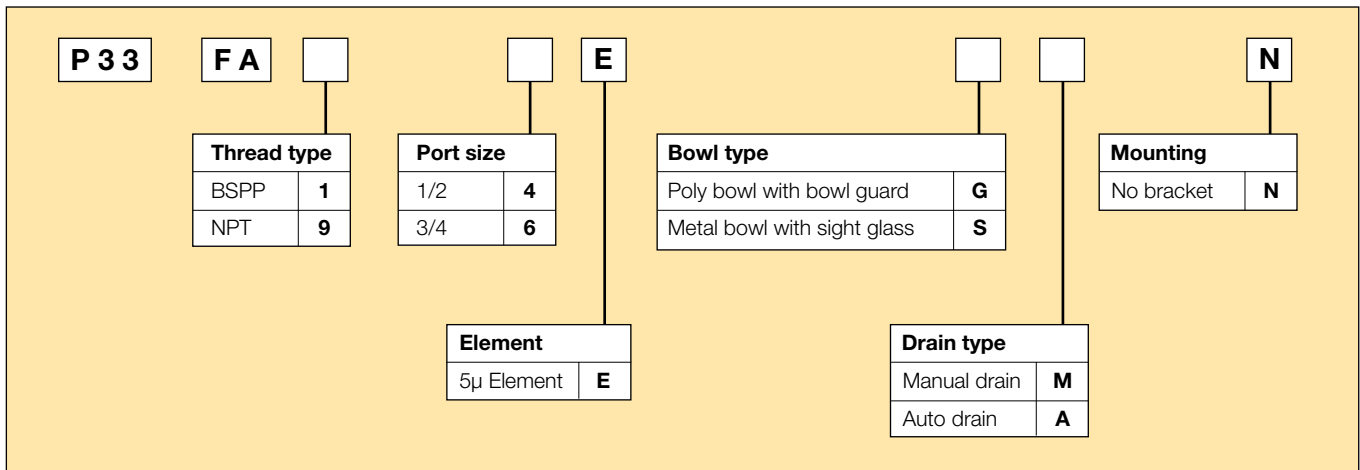 P 3 3 F A E N
Thread type
BSPP 1
NPT 9
Port size
1/2 4
3/4 6
Bowl type
Poly bowl with bowl guard G
Metal bowl with sight glass S
Mounting
No bracket N
Element
5µ Element E
Drain type
Manual drain M
Auto drain A